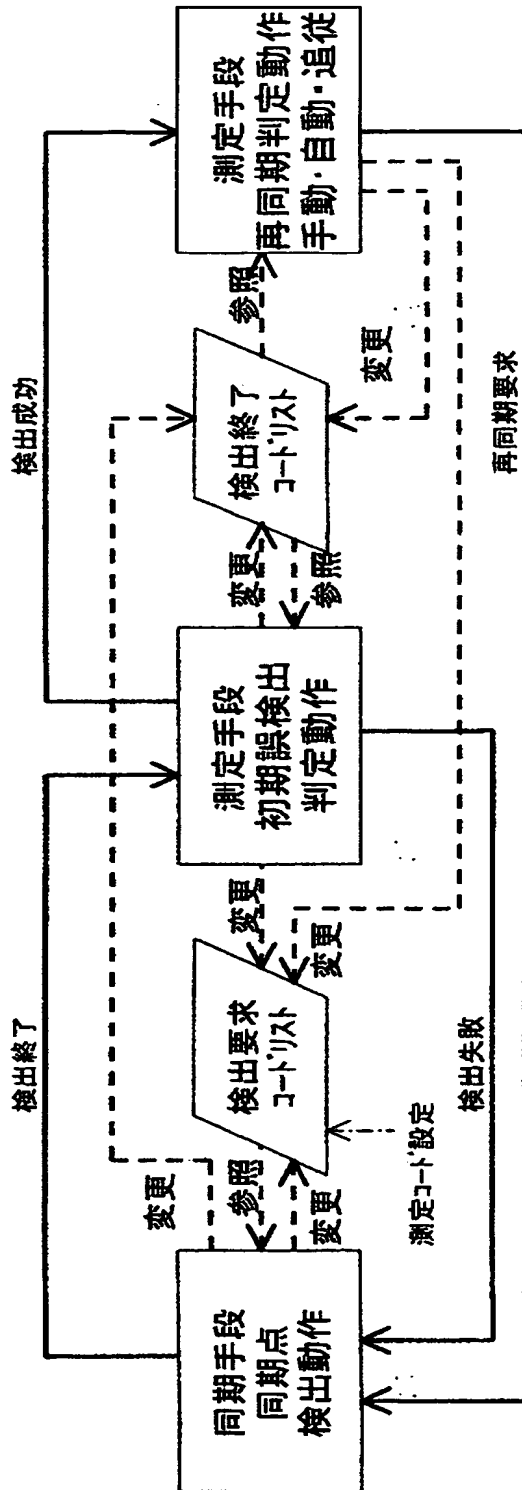 検出終了
検出成功
同期手段
同期点
検出動作
変更
参照
変更
検出要求
コードリスト
測定コード設定
変更
変更
測定手段
初期誤検出
判定動作
変更
参照
検出終了
コードリスト
参照
変更
測定手段
再同期判定動作
手動・自動・追従
検出失敗
再同期要求